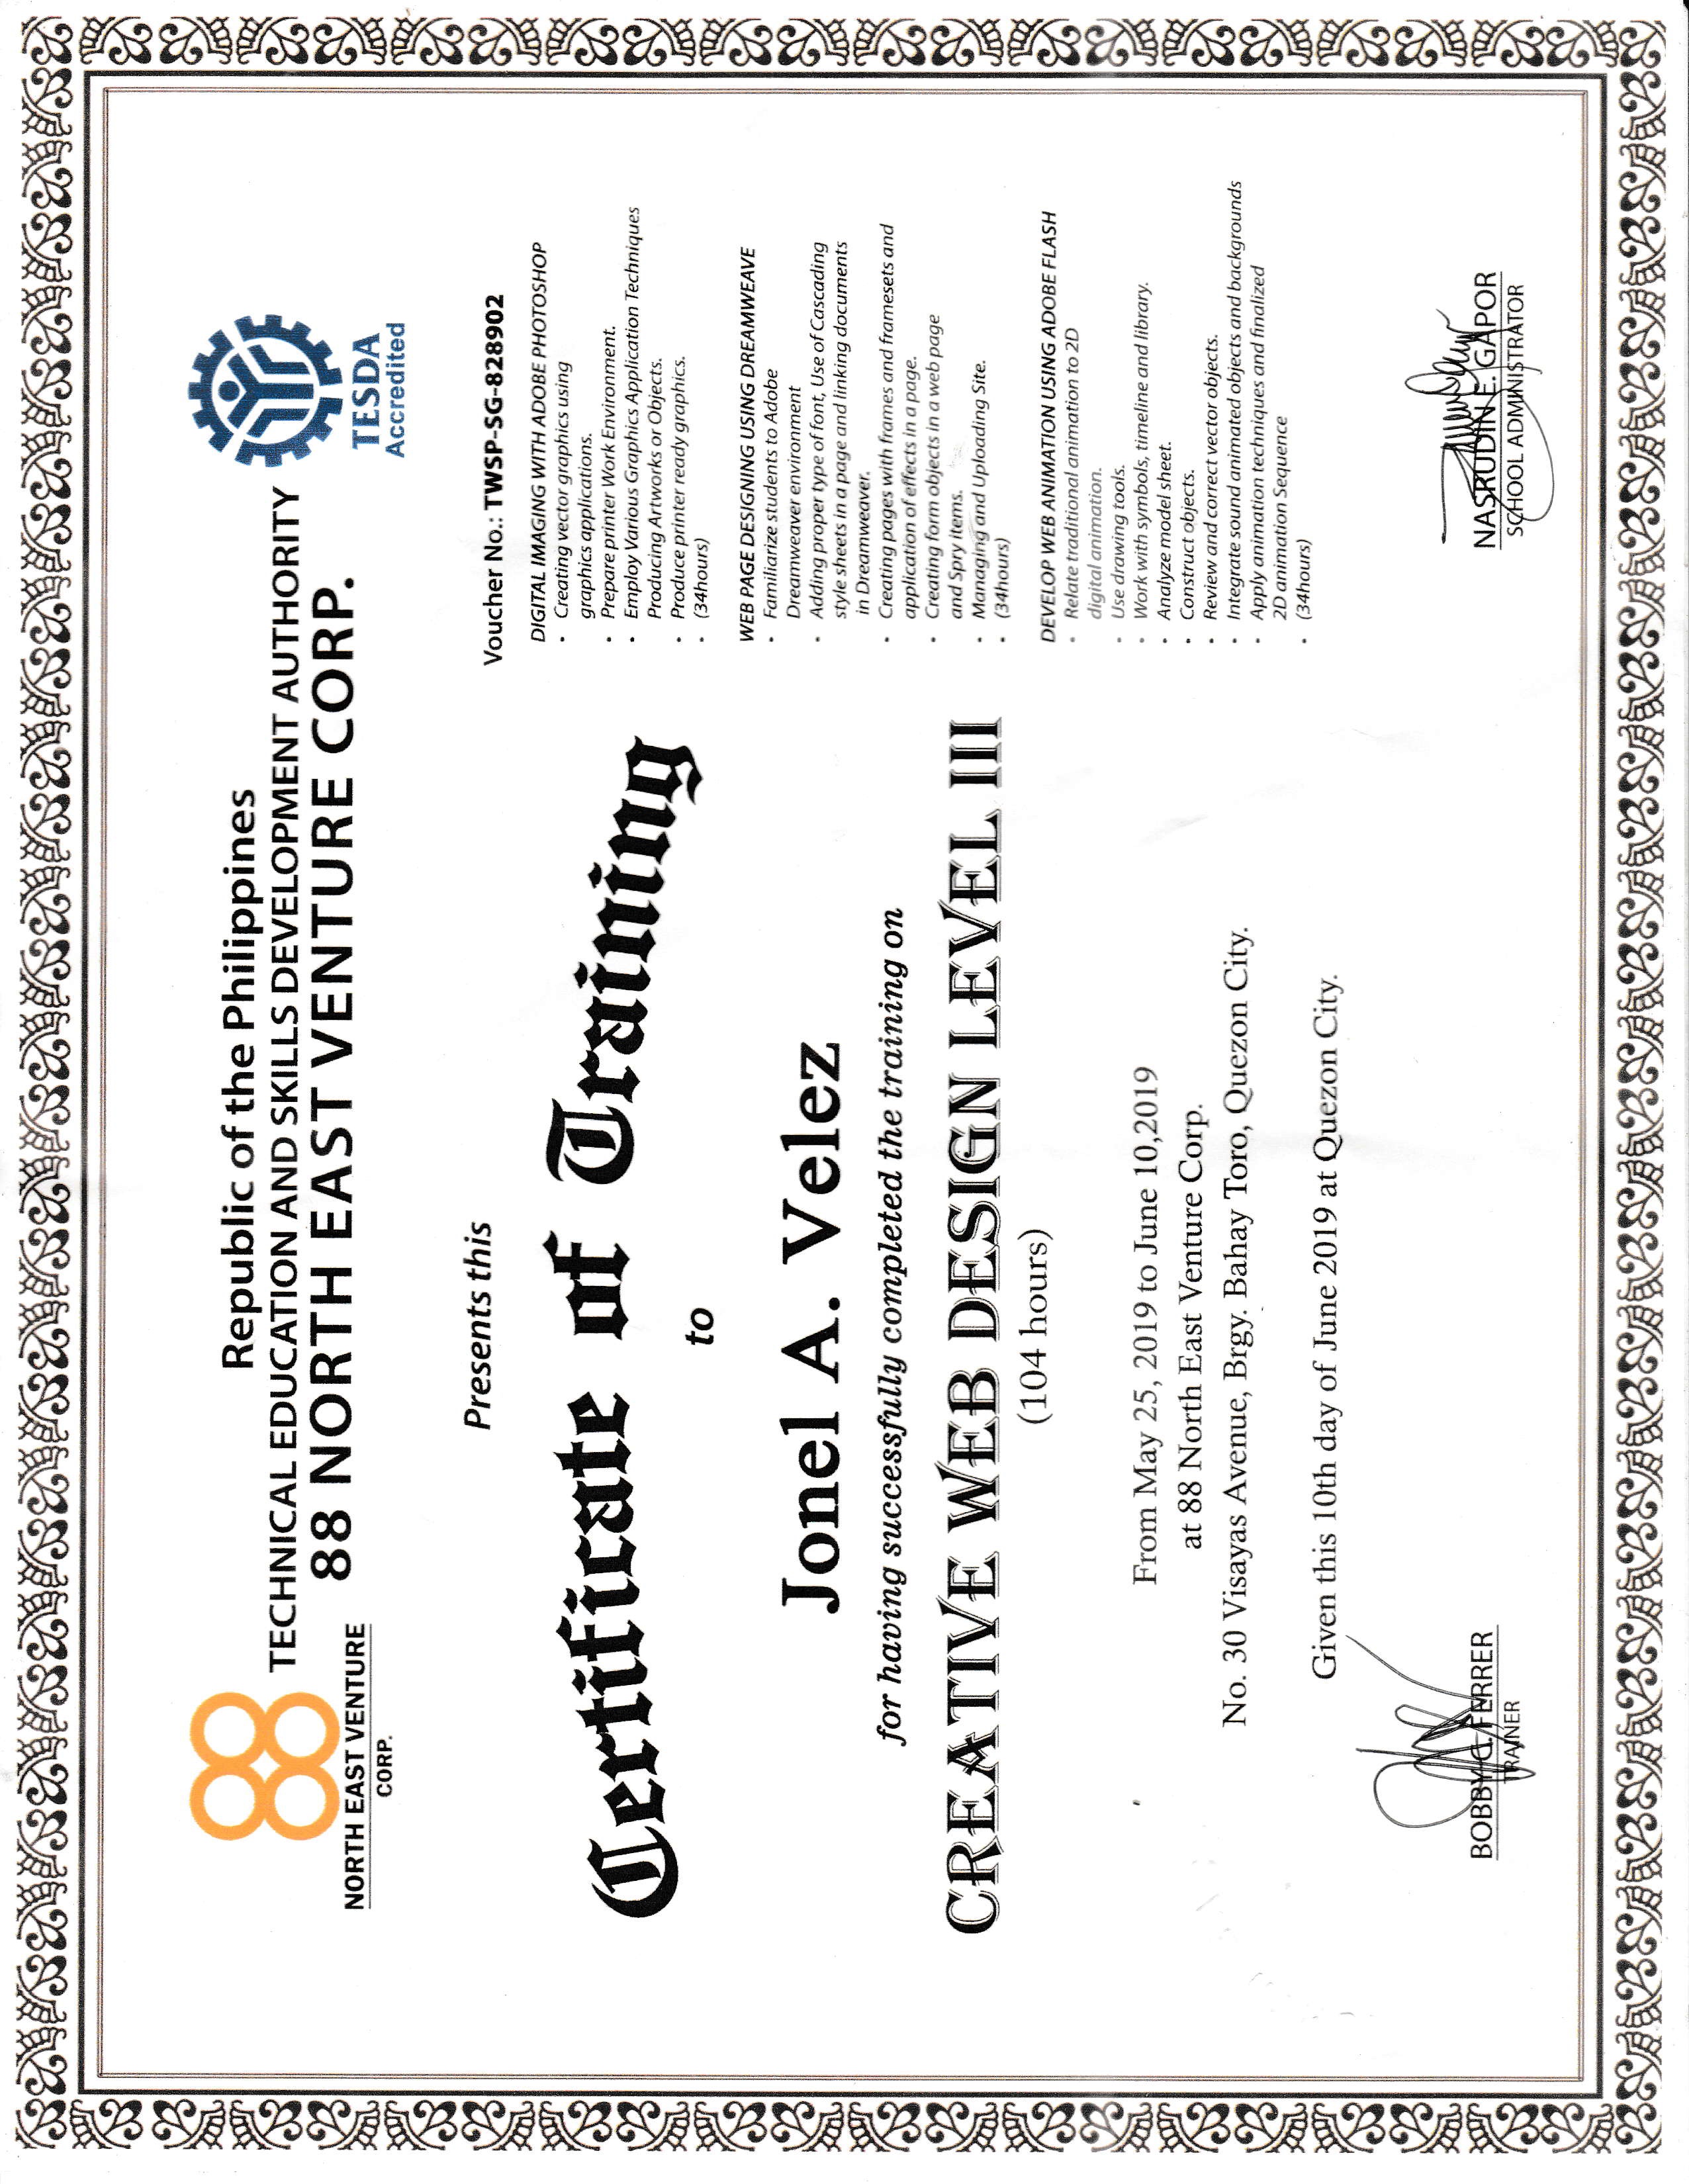 88
NORTH EAST VENTURE
CORP.
Republic of the Philippines
TECHNICAL EDUCATION AND SKILLS DEVELOPMENT AUTHORITY
88 NORTH EAST VENTURE CORP.
TESDA
Accredited
Presents this
Certificate of Training
to
Jonel A. Velez
for having successfully completed the training on
CREATIVE WEB DESIGN LEVEL III
(104 hours)
From May 25, 2019 to June 10,2019
at 88 North East Venture Corp.
No. 30 Visayas Avenue, Brgy. Bahay Toro, Quezon City.
Given this 10th day of June 2019 at Quezon City.
BOBBY C. FERRER
TRAINER
Voucher No.: TWSP-SG-828902
DIGITAL IMAGING WITH ADOBE PHOTOSHOP
• Creating vector graphics using
graphics applications.
• Prepare printer Work Environment.
• Employ Various Graphics Application Techniques
Producing Artworks or Objects.
• Produce printer ready graphics.
• (34hours)
WEB PAGE DESIGNING USING DREAMWEAVE
• Familiarize students to Adobe
Dreamweaver environment
• Adding proper type of font, Use of Cascading
style sheets in a page and linking documents
in Dreamweaver.
• Creating pages with frames and framesets and
application of effects in a page.
• Creating form objects in a web page
and Spry items.
• Managing and Uploading Site.
• (34hours)
DEVELOP WEB ANIMATION USING ADOBE FLASH
• Relate traditional animation to 2D
digital animation.
• Use drawing tools.
• Work with symbols, timeline and library.
• Analyze model sheet.
• Construct objects.
• Review and correct vector objects.
• Integrate sound animated objects and backgrounds
• Apply animation techniques and finalized
2D animation Sequence
• (34hours)
NASRUDIN E. GAPOR
SCHOOL ADMINISTRATOR